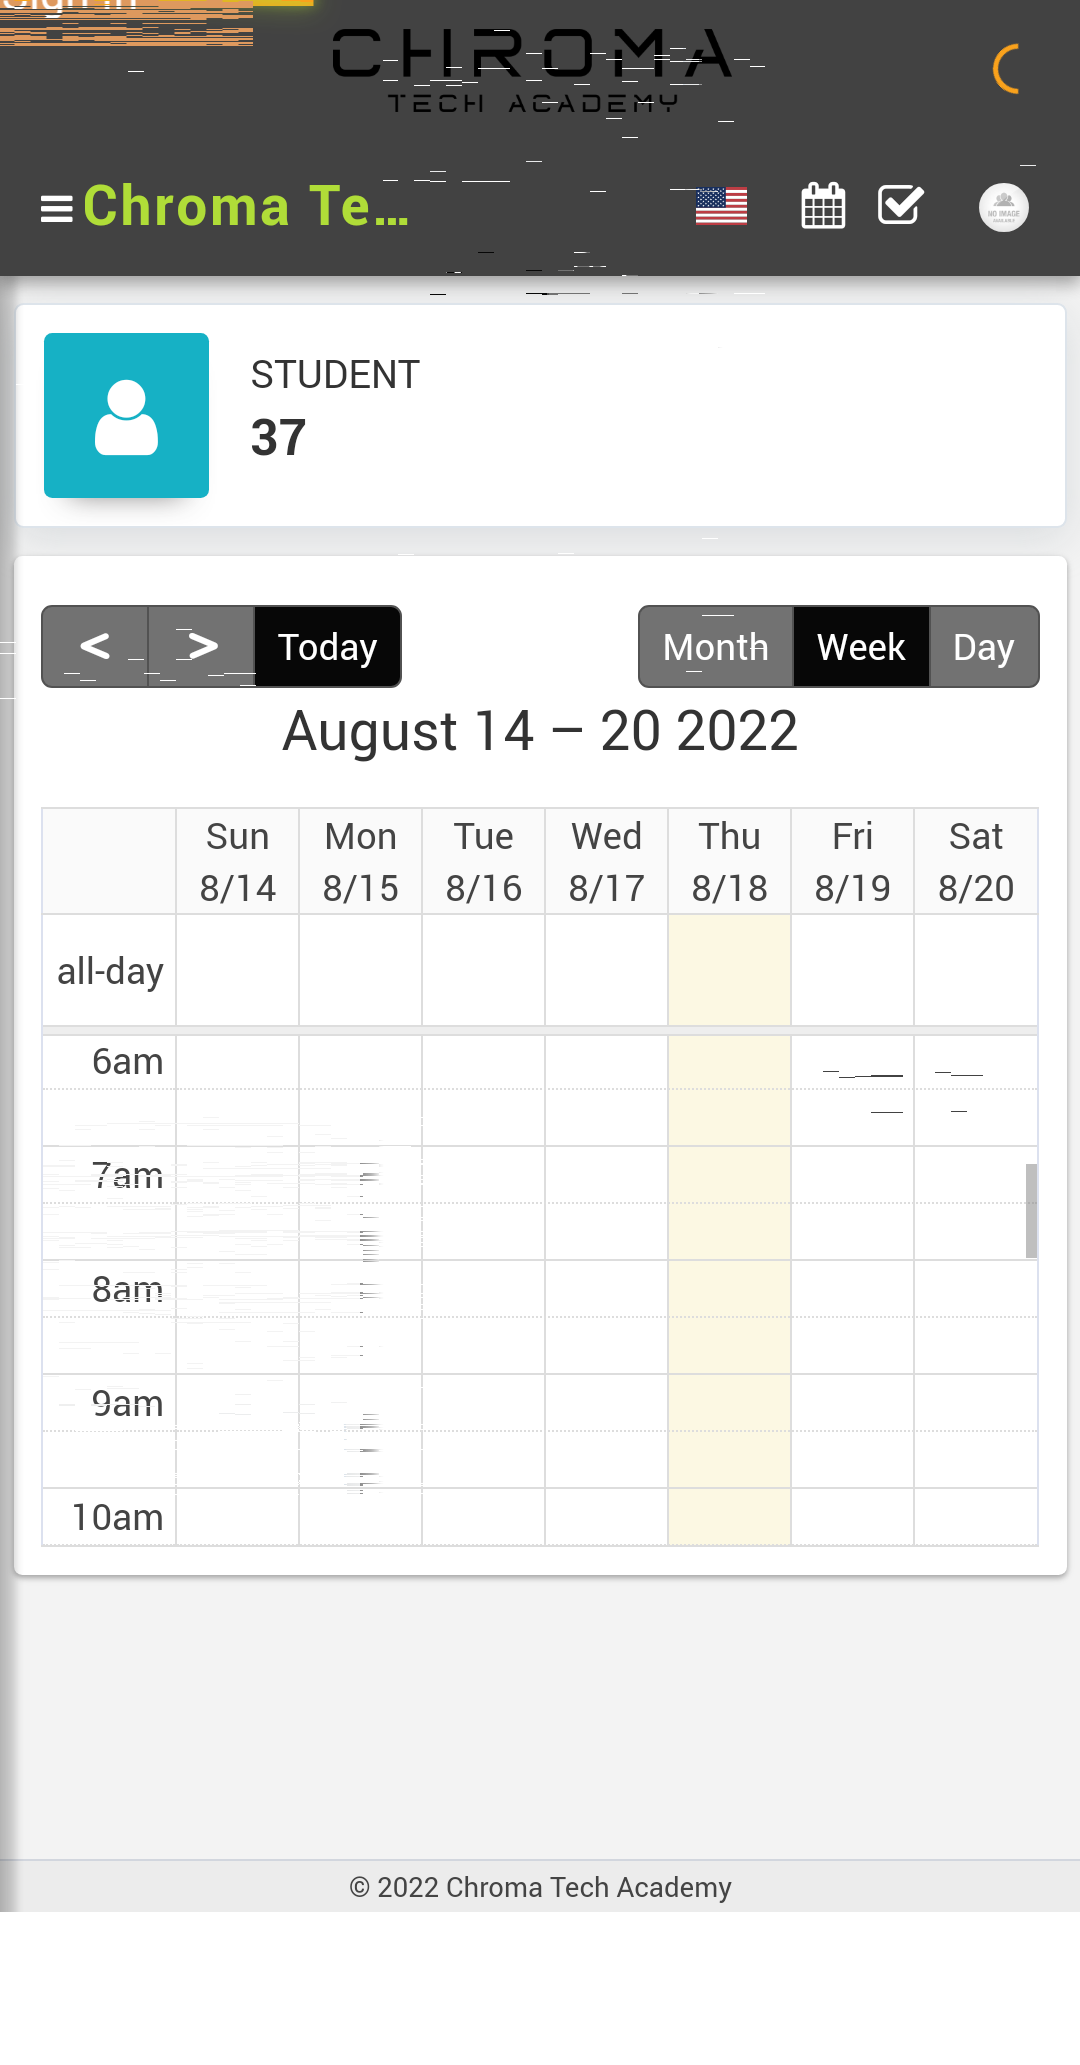 CHROMA
TECH ACADEMY
Chroma Te...
NO IMAGE
AVAILABLE
STUDENT
37
< > Today Month Week Day
August 14 – 20 2022
Sun 8/14 Mon 8/15 Tue 8/16 Wed 8/17 Thu 8/18 Fri 8/19 Sat 8/20
all-day
6am
7am
8am
9am
10am
© 2022 Chroma Tech Academy